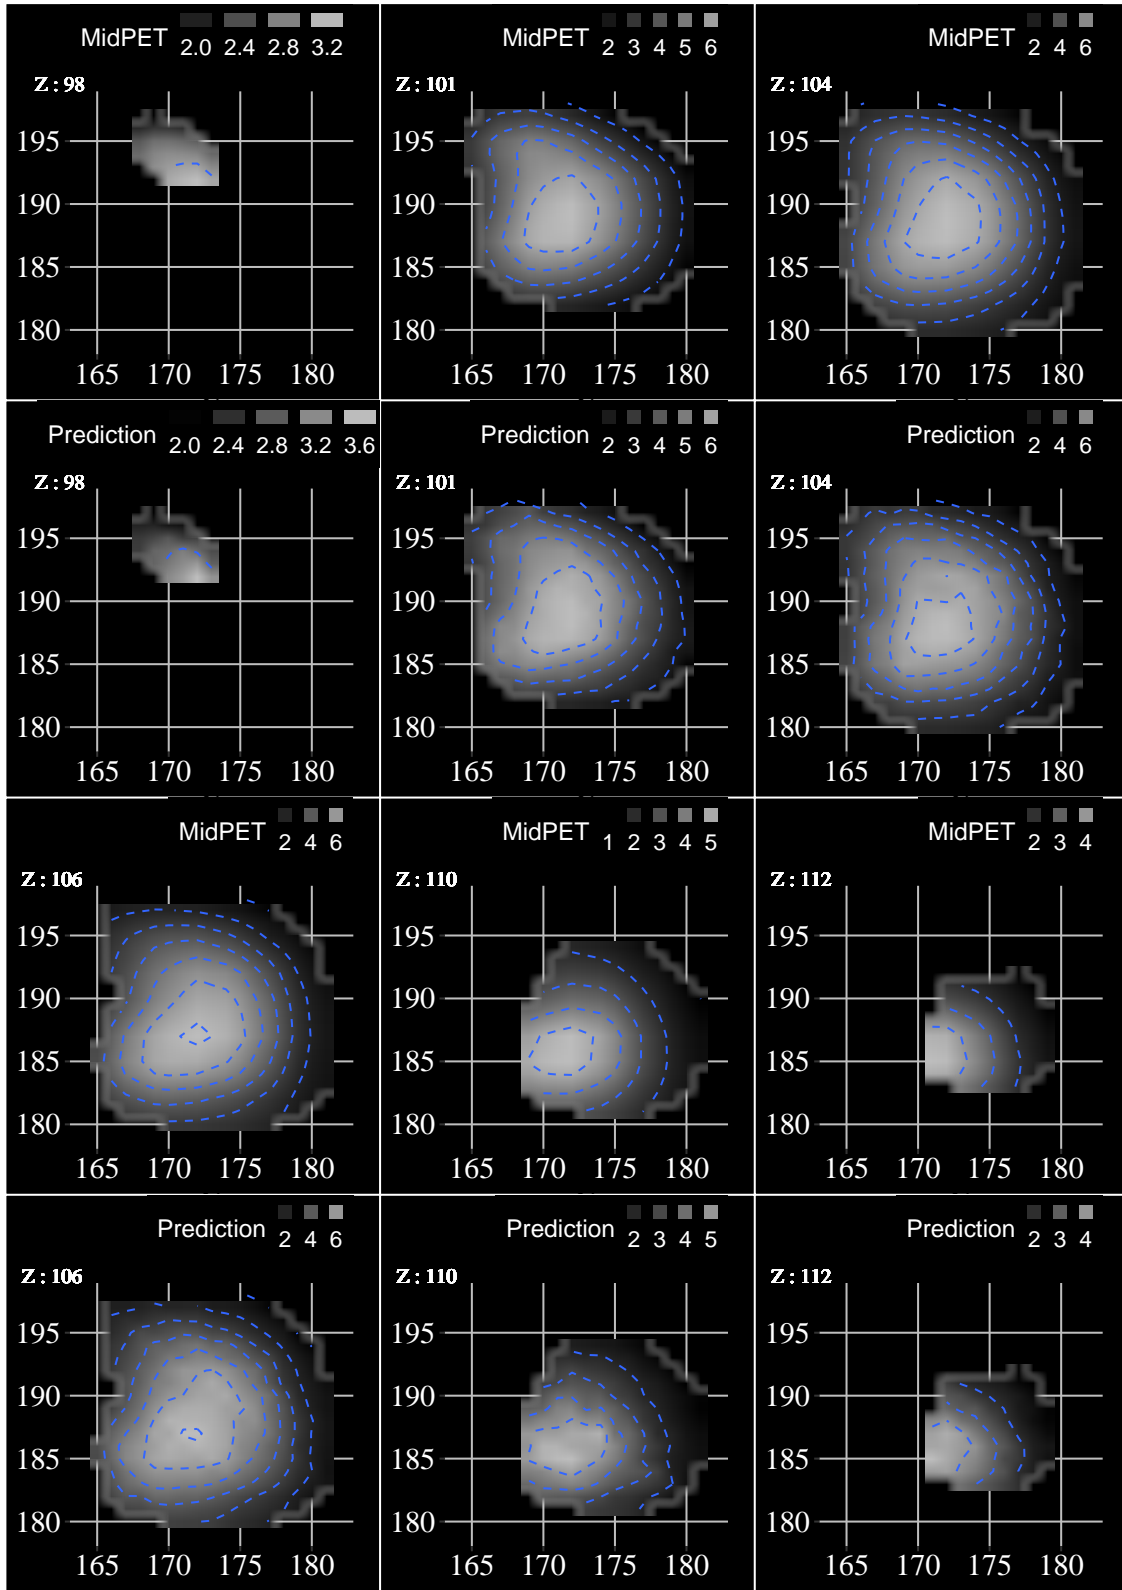 MidPET 2.0 2.4 2.8 3.2
Z: 98
195
190
185
180
165 170 175 180
MidPET 2 3 4 5 6
Z: 101
195
190
185
180
165 170 175 180
MidPET 2 4 6
Z: 104
195
190
185
180
165 170 175 180
Prediction 2.0 2.4 2.8 3.2 3.6
Z: 98
195
190
185
180
165 170 175 180
Prediction 2 3 4 5 6
Z: 101
195
190
185
180
165 170 175 180
Prediction 2 4 6
Z: 104
195
190
185
180
165 170 175 180
MidPET 2 4 6
Z: 106
195
190
185
180
165 170 175 180
MidPET 1 2 3 4 5
Z: 110
195
190
185
180
165 170 175 180
MidPET 2 3 4
Z: 112
195
190
185
180
165 170 175 180
Prediction 2 4 6
Z: 106
195
190
185
180
165 170 175 180
Prediction 2 3 4 5
Z: 110
195
190
185
180
165 170 175 180
Prediction 2 3 4
Z: 112
195
190
185
180
165 170 175 180